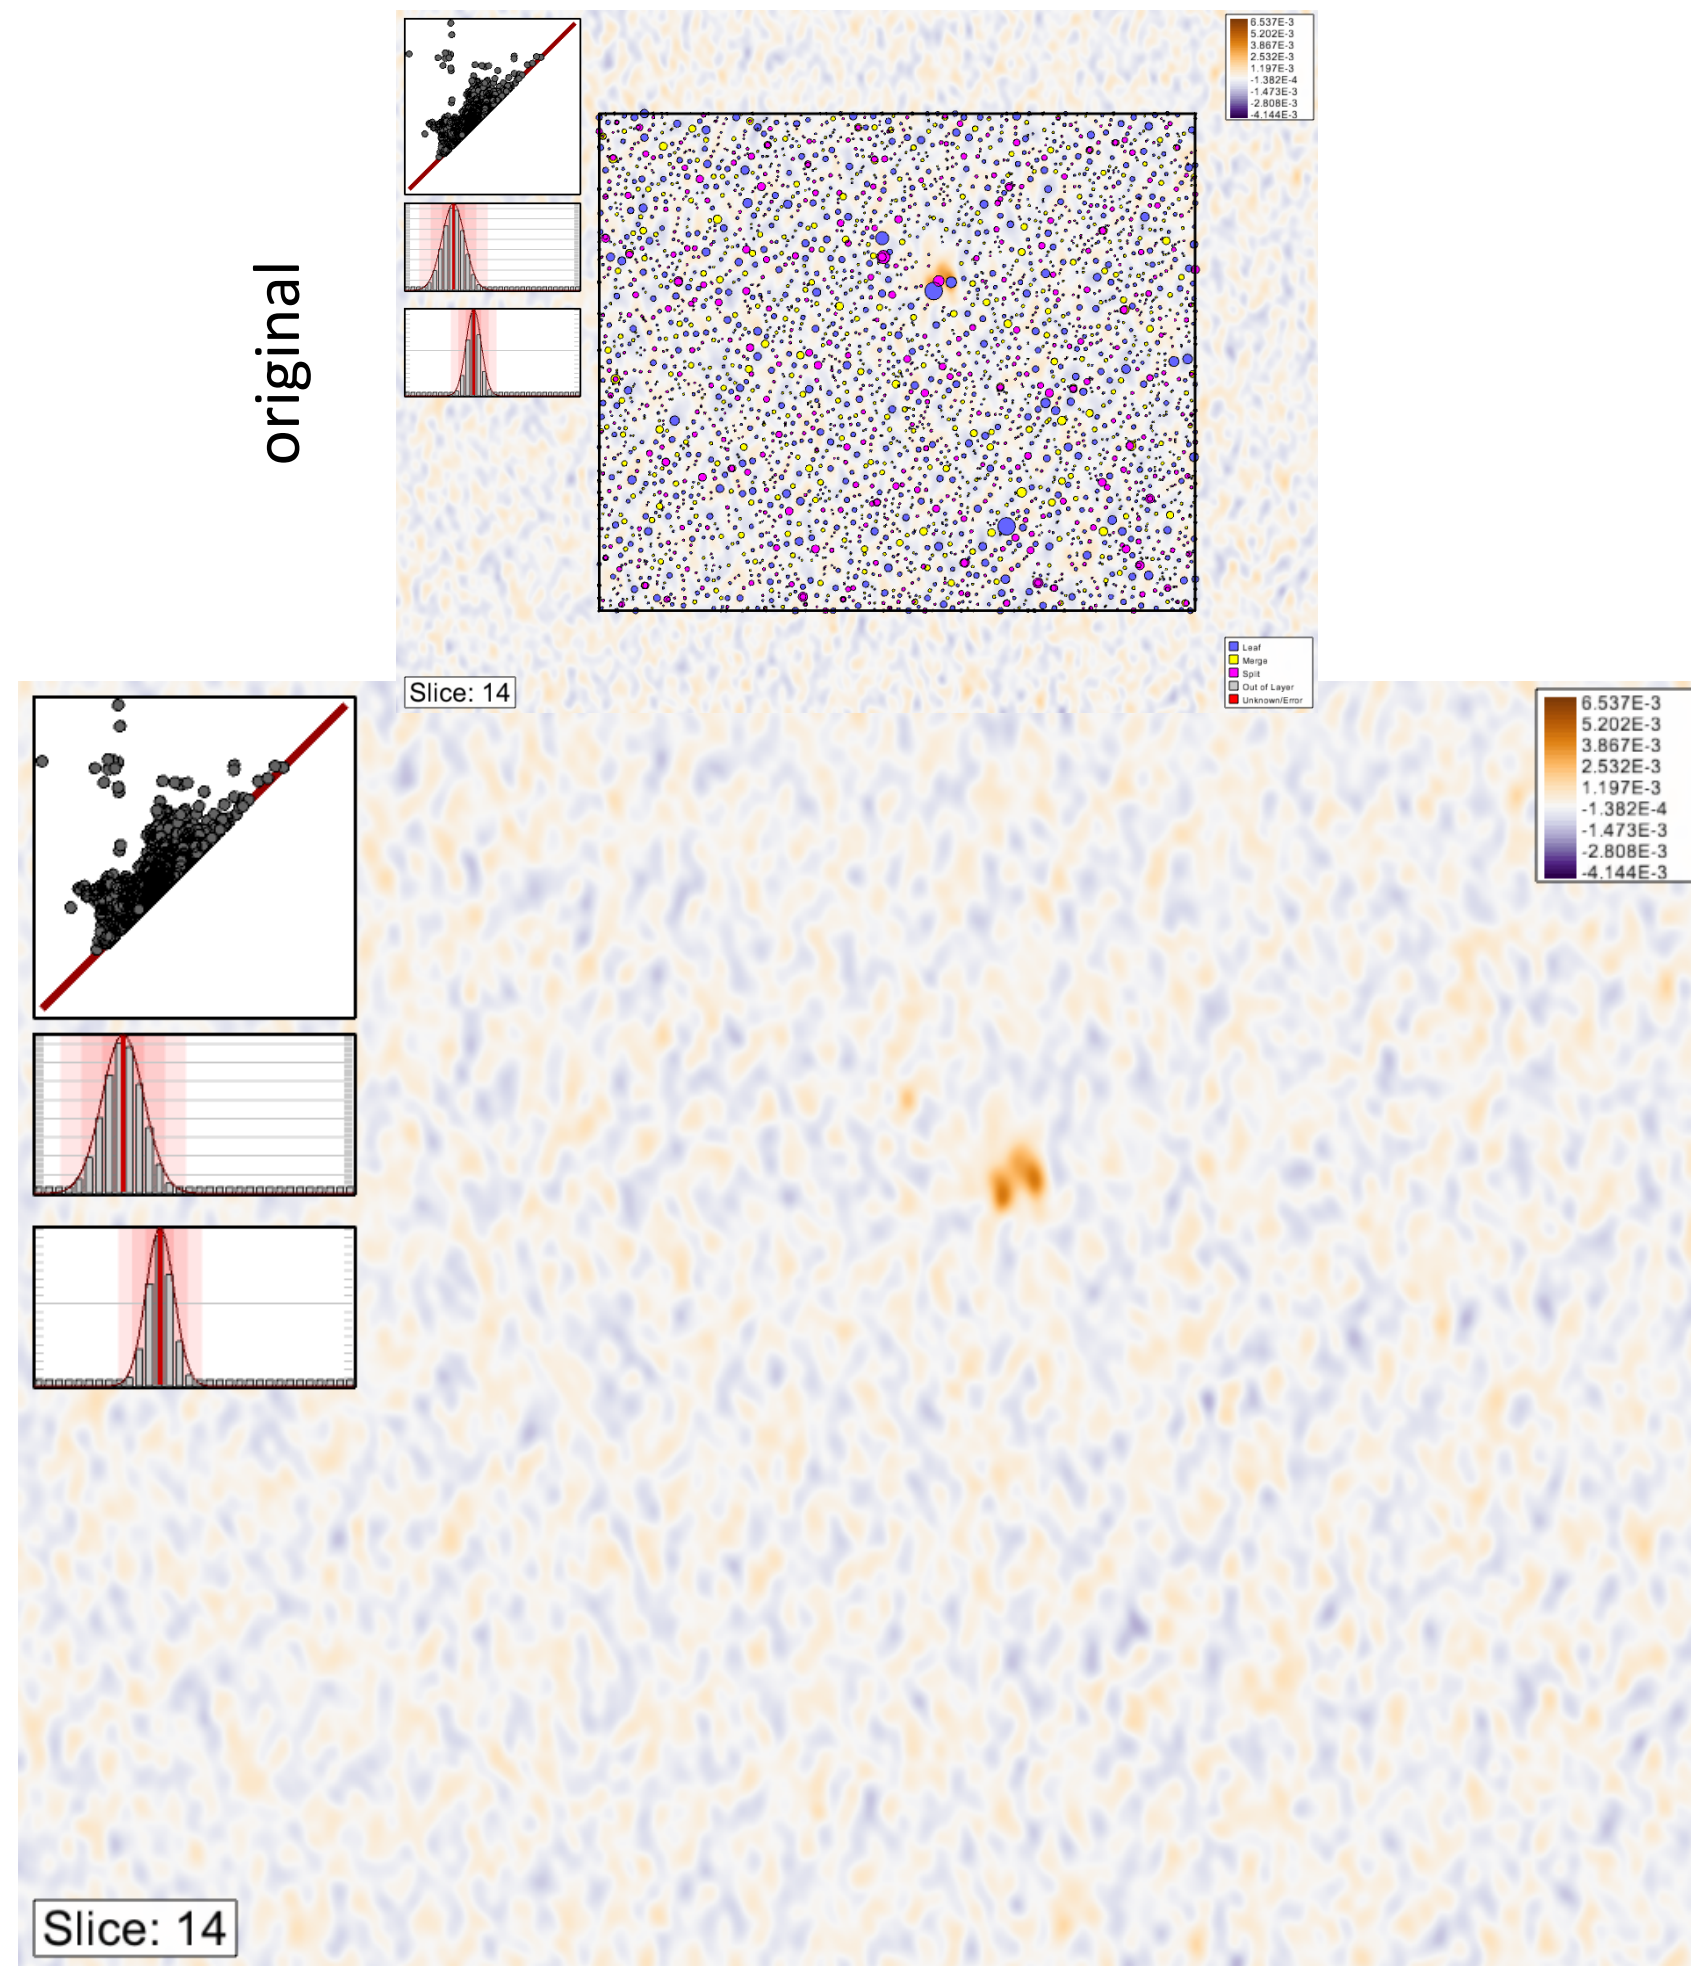 original
6.537E-3
5.202E-3
3.867E-3
2.532E-3
1.197E-3
-1.382E-4
-1.473E-3
-2.808E-3
-4.144E-3
Leaf
Merge
Split
Out of Layer
Unknown/Error
Slice: 14
6.537E-3
5.202E-3
3.867E-3
2.532E-3
1.197E-3
-1.382E-4
-1.473E-3
-2.808E-3
-4.144E-3
Slice: 14